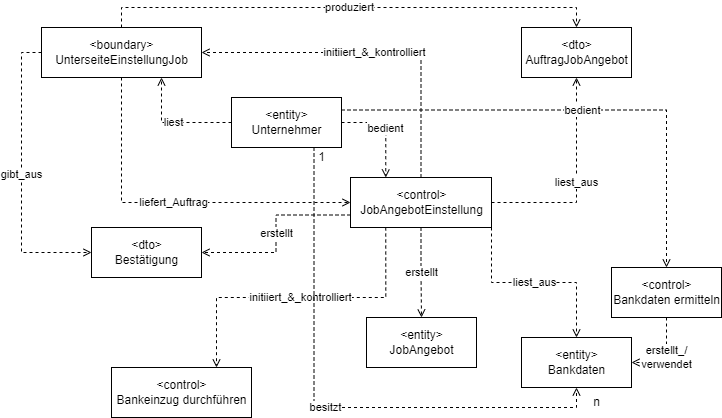 produziert
<boundary>
UnterseiteEinstellungJob
initiiert_&_kontrolliert
<dto>
AuftragJobAngebot
<entity>
Unternehmer
liest
bedient
bedient
1
gibt_aus
liefert_Auftrag
<control>
JobAngebotEinstellung
liest_aus
erstellt
<dto>
Bestätigung
erstellt
liest_aus
<control>
Bankdaten ermitteln
initiiert_&_kontrolliert
<entity>
JobAngebot
<entity>
Bankdaten
erstellt_/
verwendet
<control>
Bankeinzug durchführen
besitzt
n